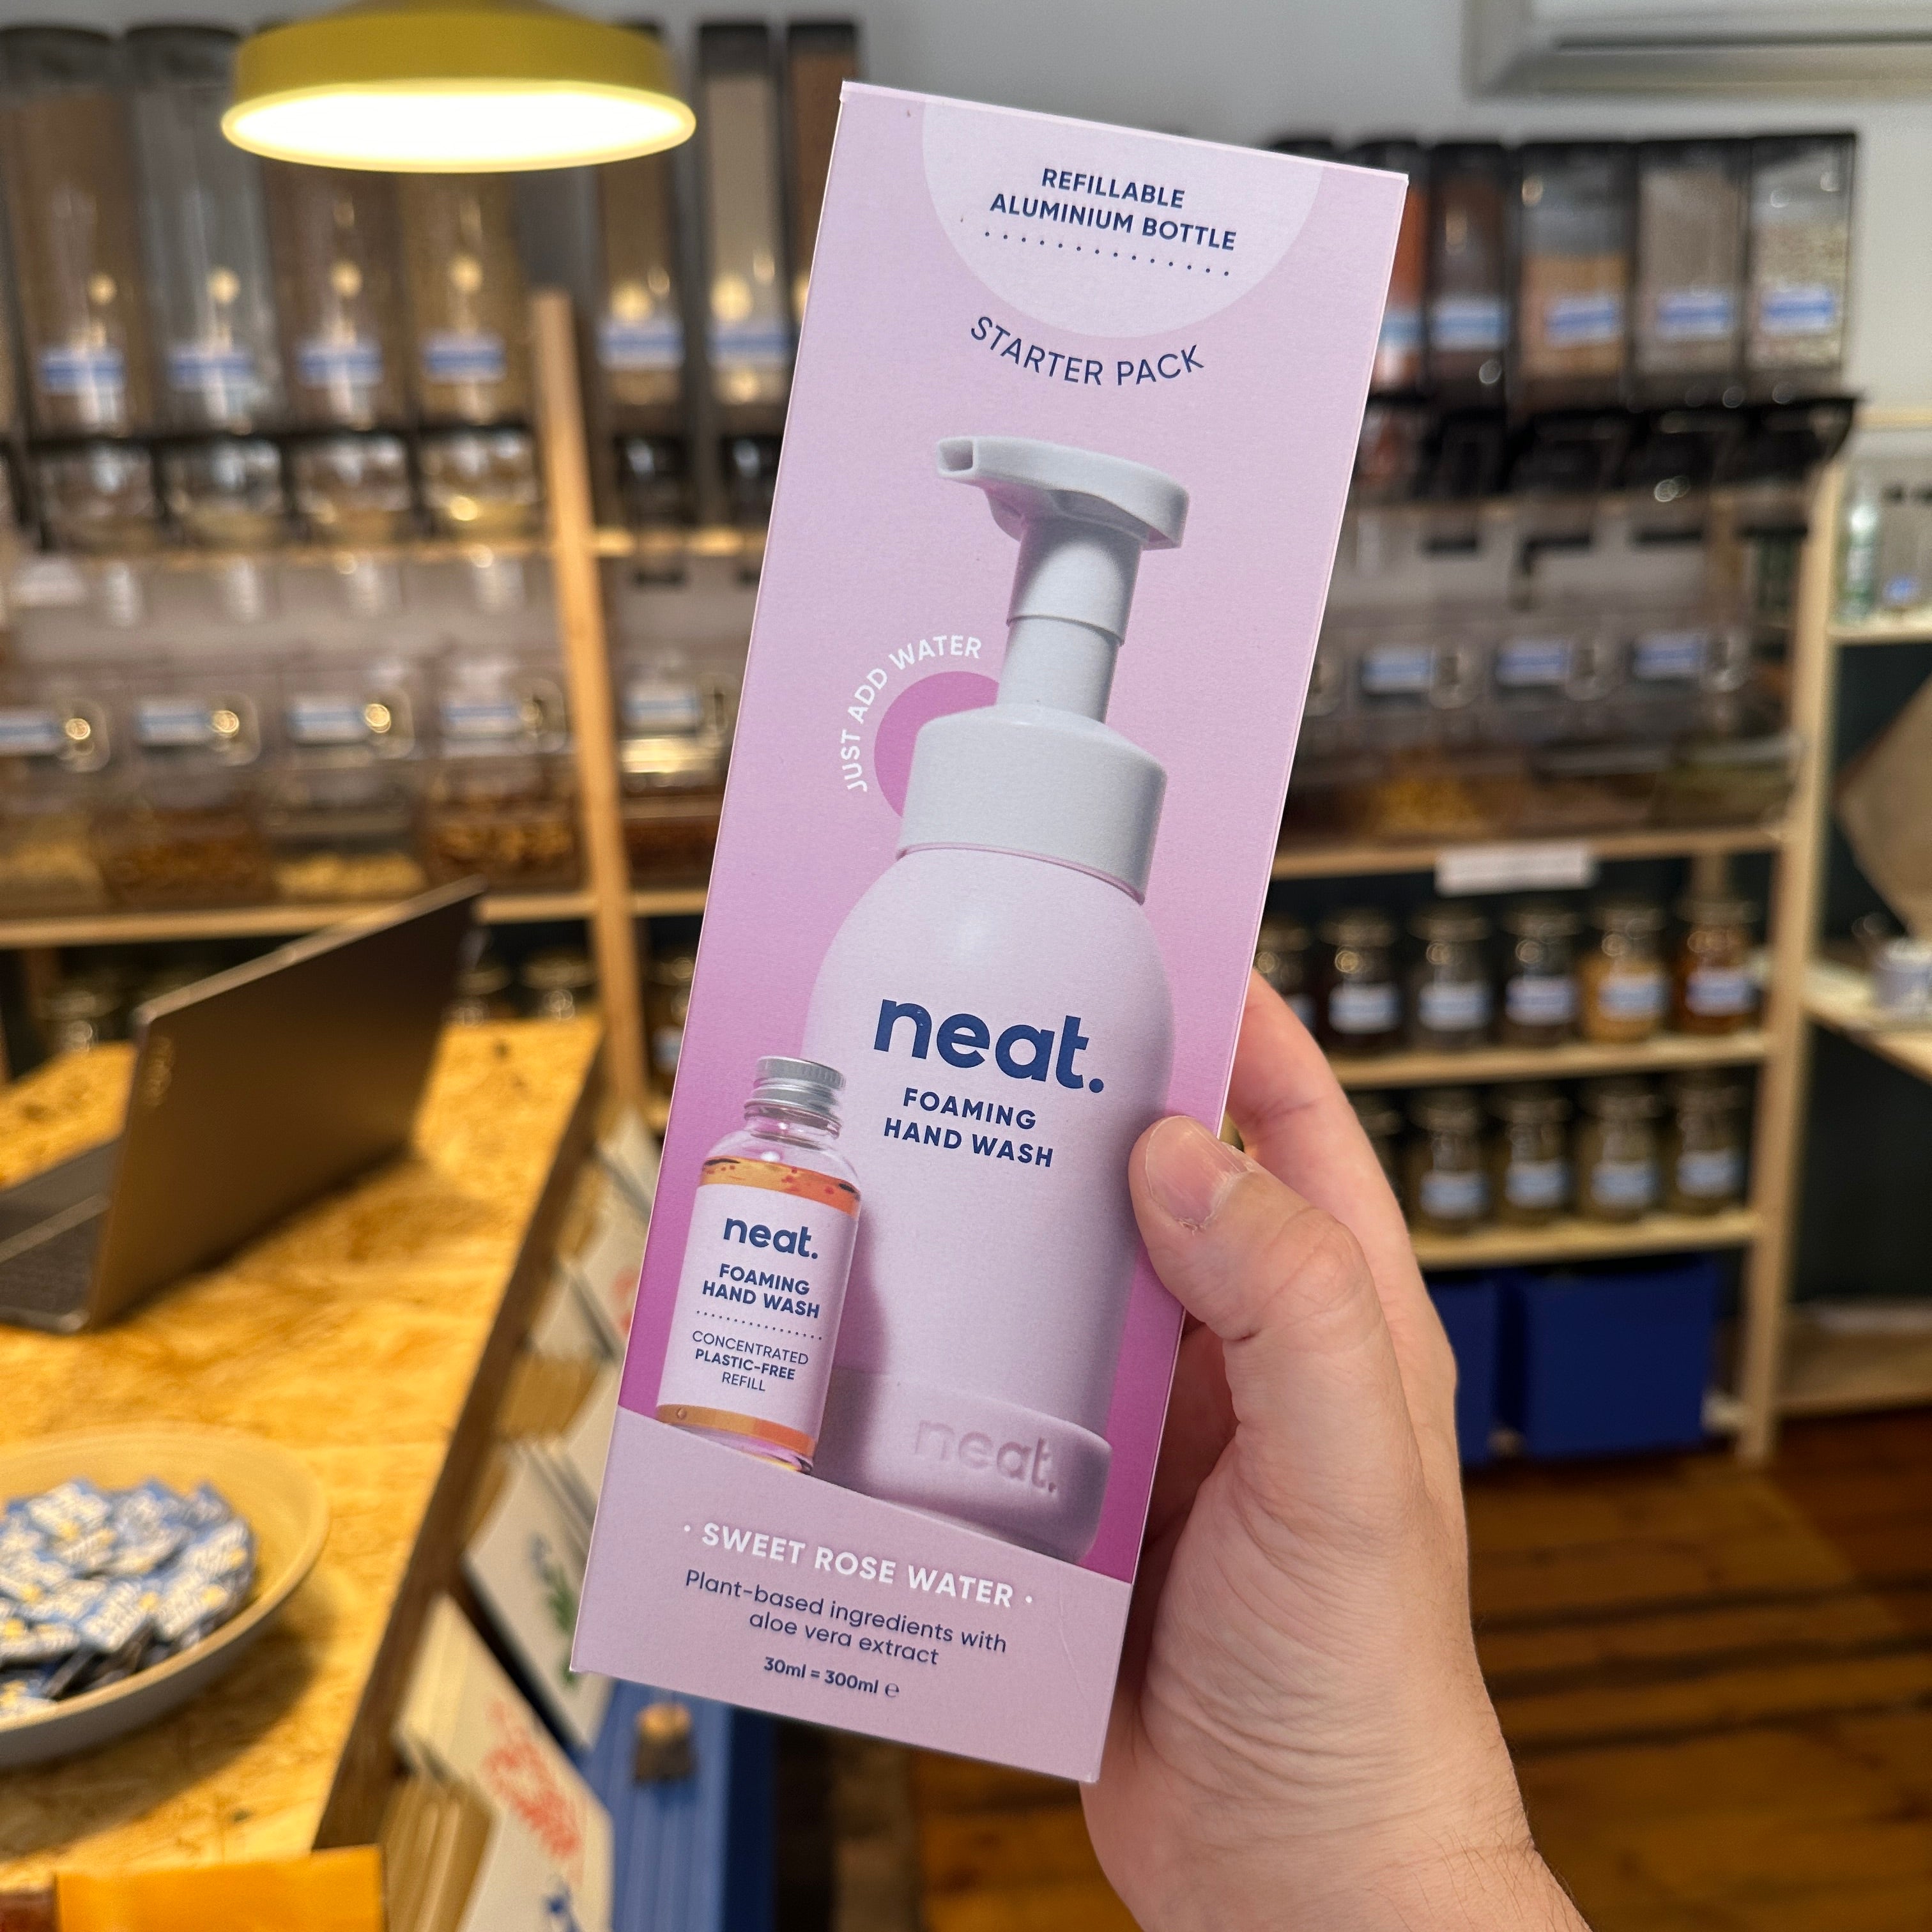 REFILLABLE
ALUMINIUM BOTTLE
STARTER PACK
JUST ADD WATER
neat.
FOAMING
HAND WASH
neat.
FOAMING
HAND WASH
CONCENTRATED
PLASTIC-FREE
REFILL
neat.
· SWEET ROSE WATER ·
Plant-based ingredients with
aloe vera extract
30ml = 300ml ℮